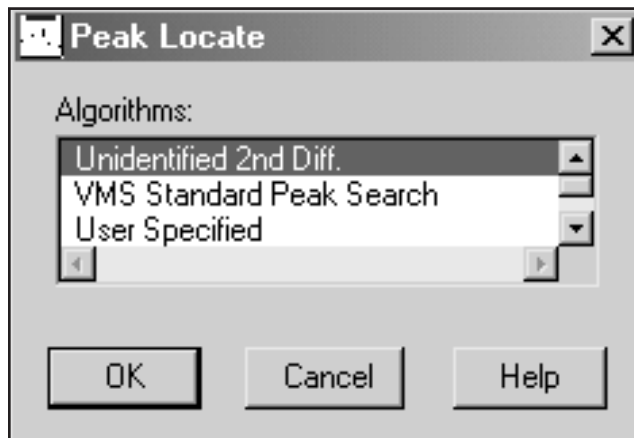 Peak Locate
Algorithms:
Unidentified 2nd Diff.
VMS Standard Peak Search
User Specified
OK Cancel Help